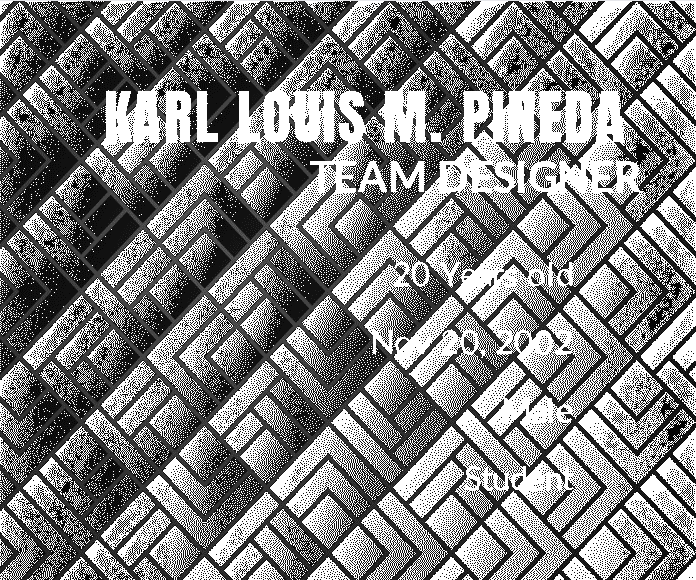 KARL LOUIS M. PINEDA
TEAM DESIGNER
20 Years old
Nov 20, 2002
Male
Student